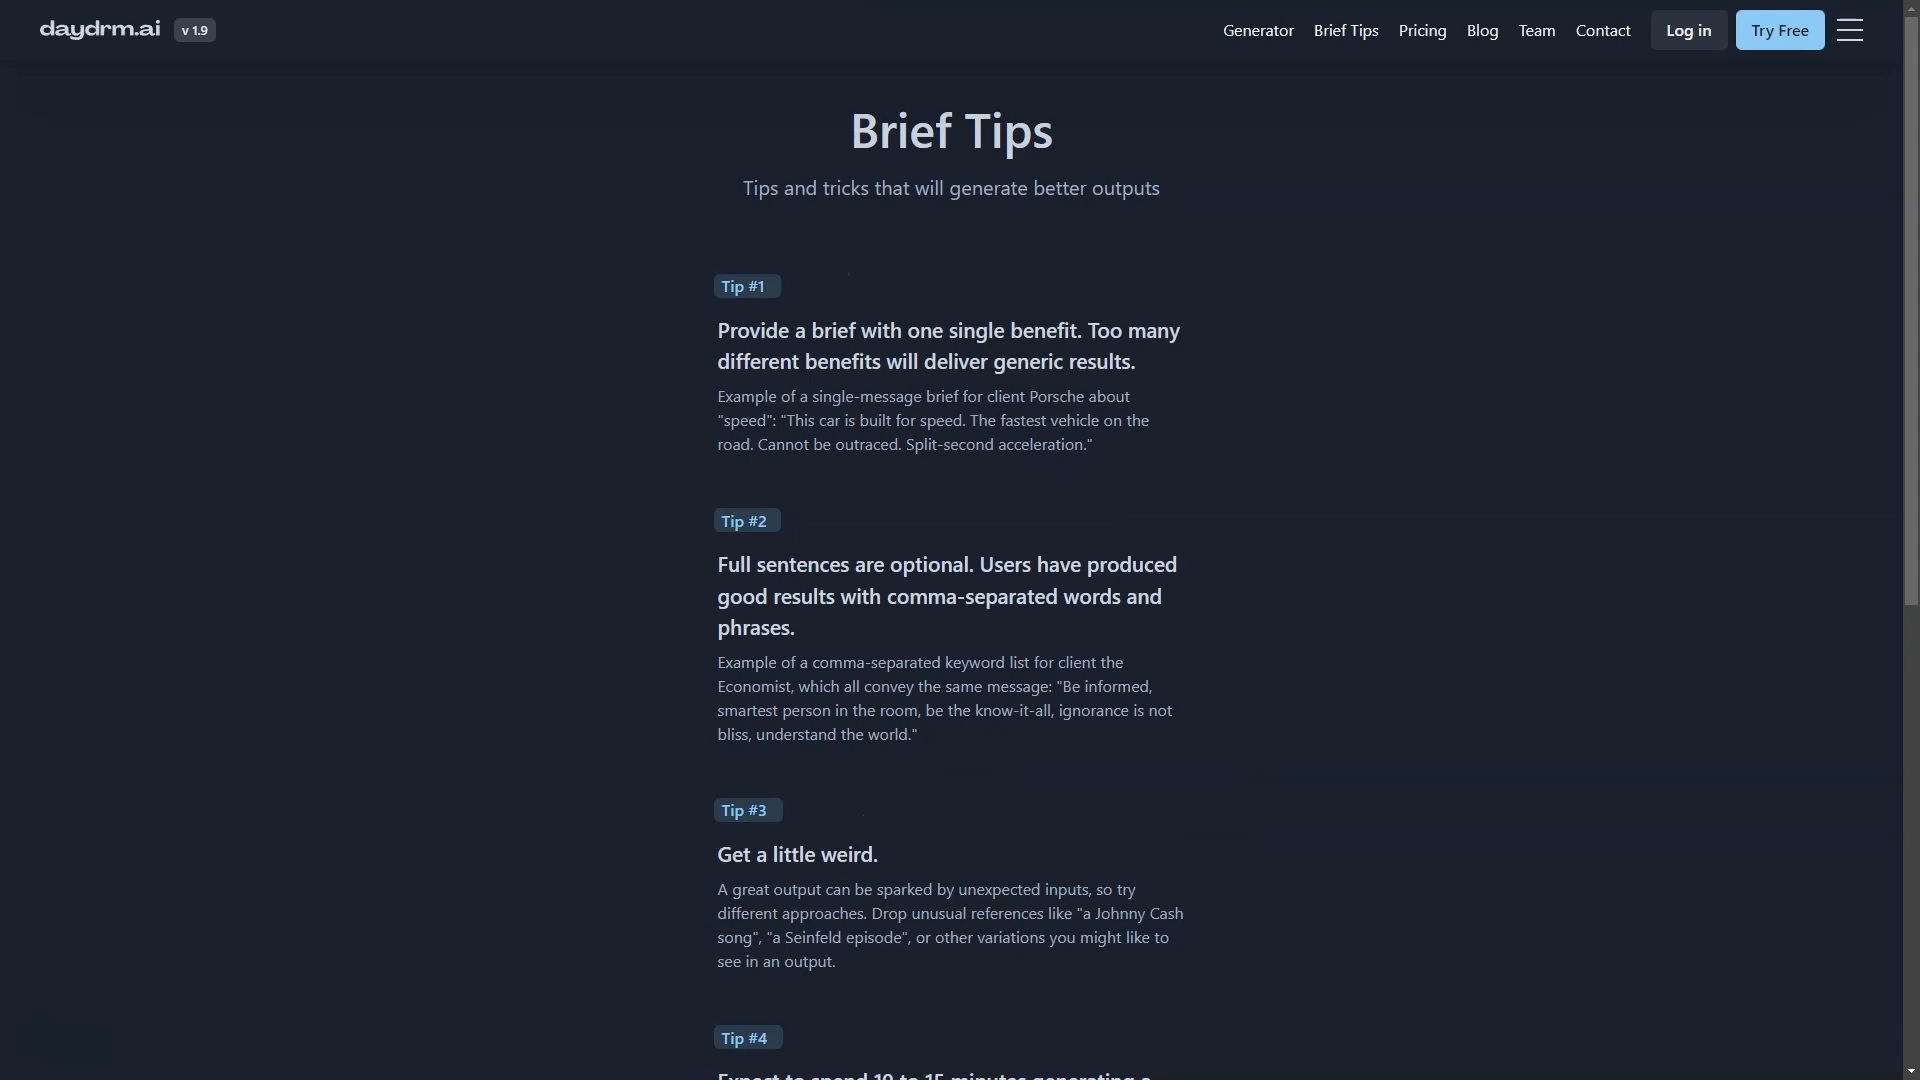 daydrm.ai v 1.9 Generator Brief Tips Pricing Blog Team Contact Log in Try Free
Brief Tips
Tips and tricks that will generate better outputs
Tip #1
Provide a brief with one single benefit. Too many
different benefits will deliver generic results.
Example of a single-message brief for client Porsche about
"speed": "This car is built for speed. The fastest vehicle on the
road. Cannot be outraced. Split-second acceleration."
Tip #2
Full sentences are optional. Users have produced
good results with comma-separated words and
phrases.
Example of a comma-separated keyword list for client the
Economist, which all convey the same message: "Be informed,
smartest person in the room, be the know-it-all, ignorance is not
bliss, understand the world."
Tip #3
Get a little weird.
A great output can be sparked by unexpected inputs, so try
different approaches. Drop unusual references like "a Johnny Cash
song", "a Seinfeld episode", or other variations you might like to
see in an output.
Tip #4
Expect to spend 10 to 15 minutes generating a